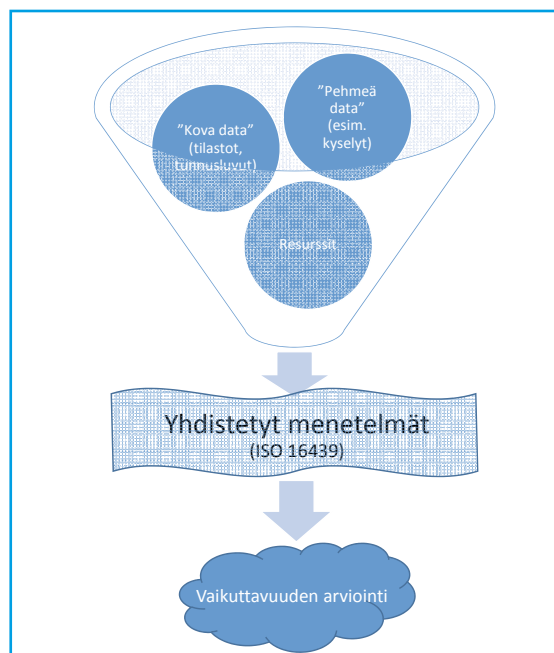 ”Kova data”
(tilastot,
tunnusluvut)
”Pehmeä
data”
(esim.
kyselyt)
Resurssit
Yhdistetyt menetelmät
(ISO 16439)
Vaikuttavuuden arviointi